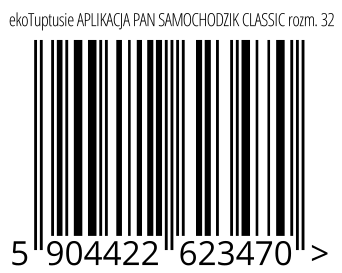 ekoTuptusie APLIKACJA PAN SAMOCHODZIK CLASSIC rozm. 32
5 904422 623470 >